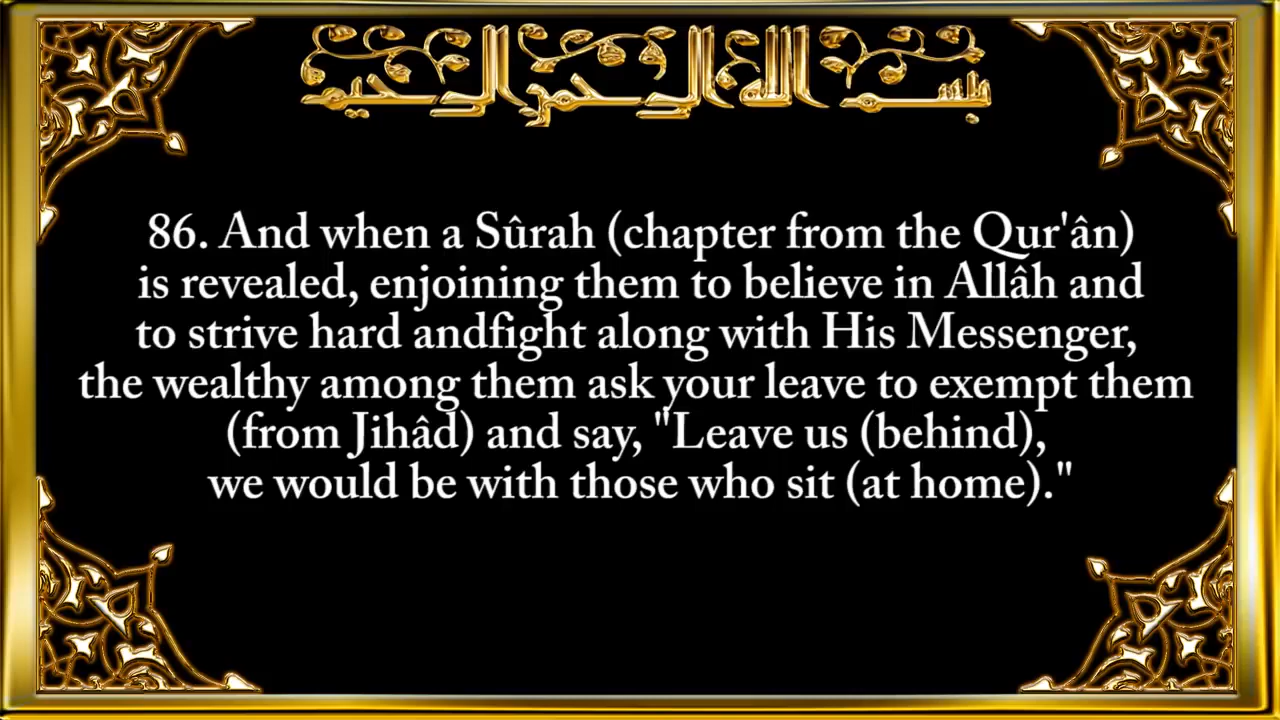 بسم الله الرحمن الرحيم
86. And when a Sûrah (chapter from the Qur'ân)
is revealed, enjoining them to believe in Allâh and
to strive hard andfight along with His Messenger,
the wealthy among them ask your leave to exempt them
(from Jihâd) and say, "Leave us (behind),
we would be with those who sit (at home)."